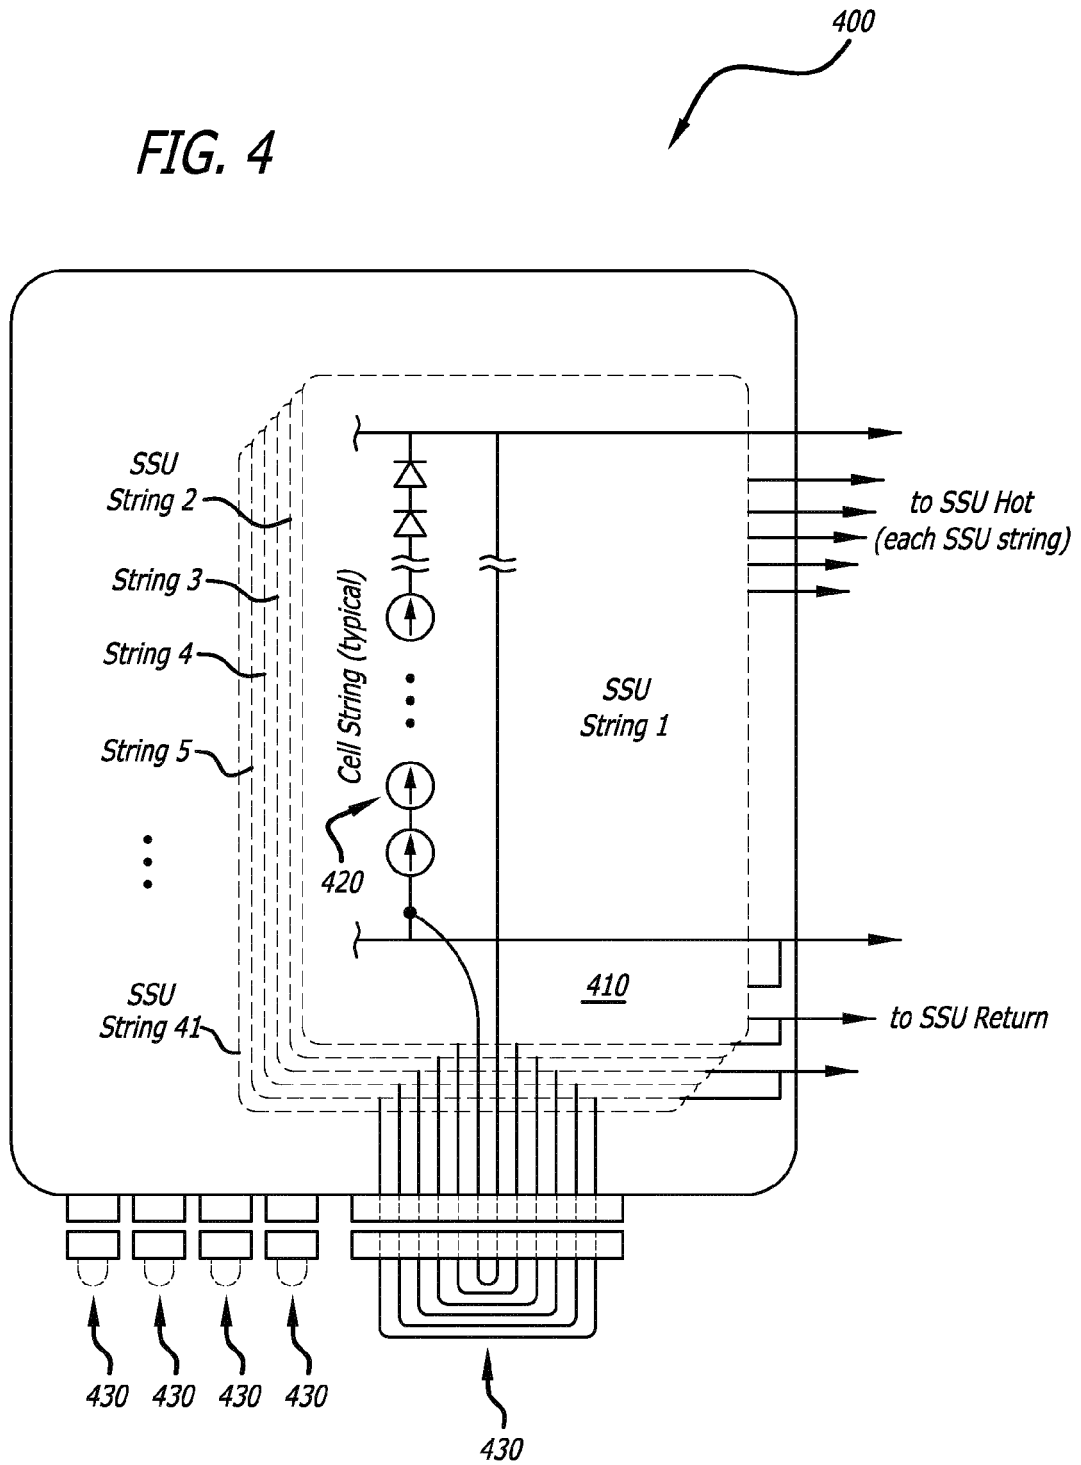 400
FIG. 4
SSU
String 2
String 3
String 4
String 5
SSU
String 41
Cell String (typical)
420
SSU
String 1
410
to SSU Hot
(each SSU string)
to SSU Return
430
430
430
430
430